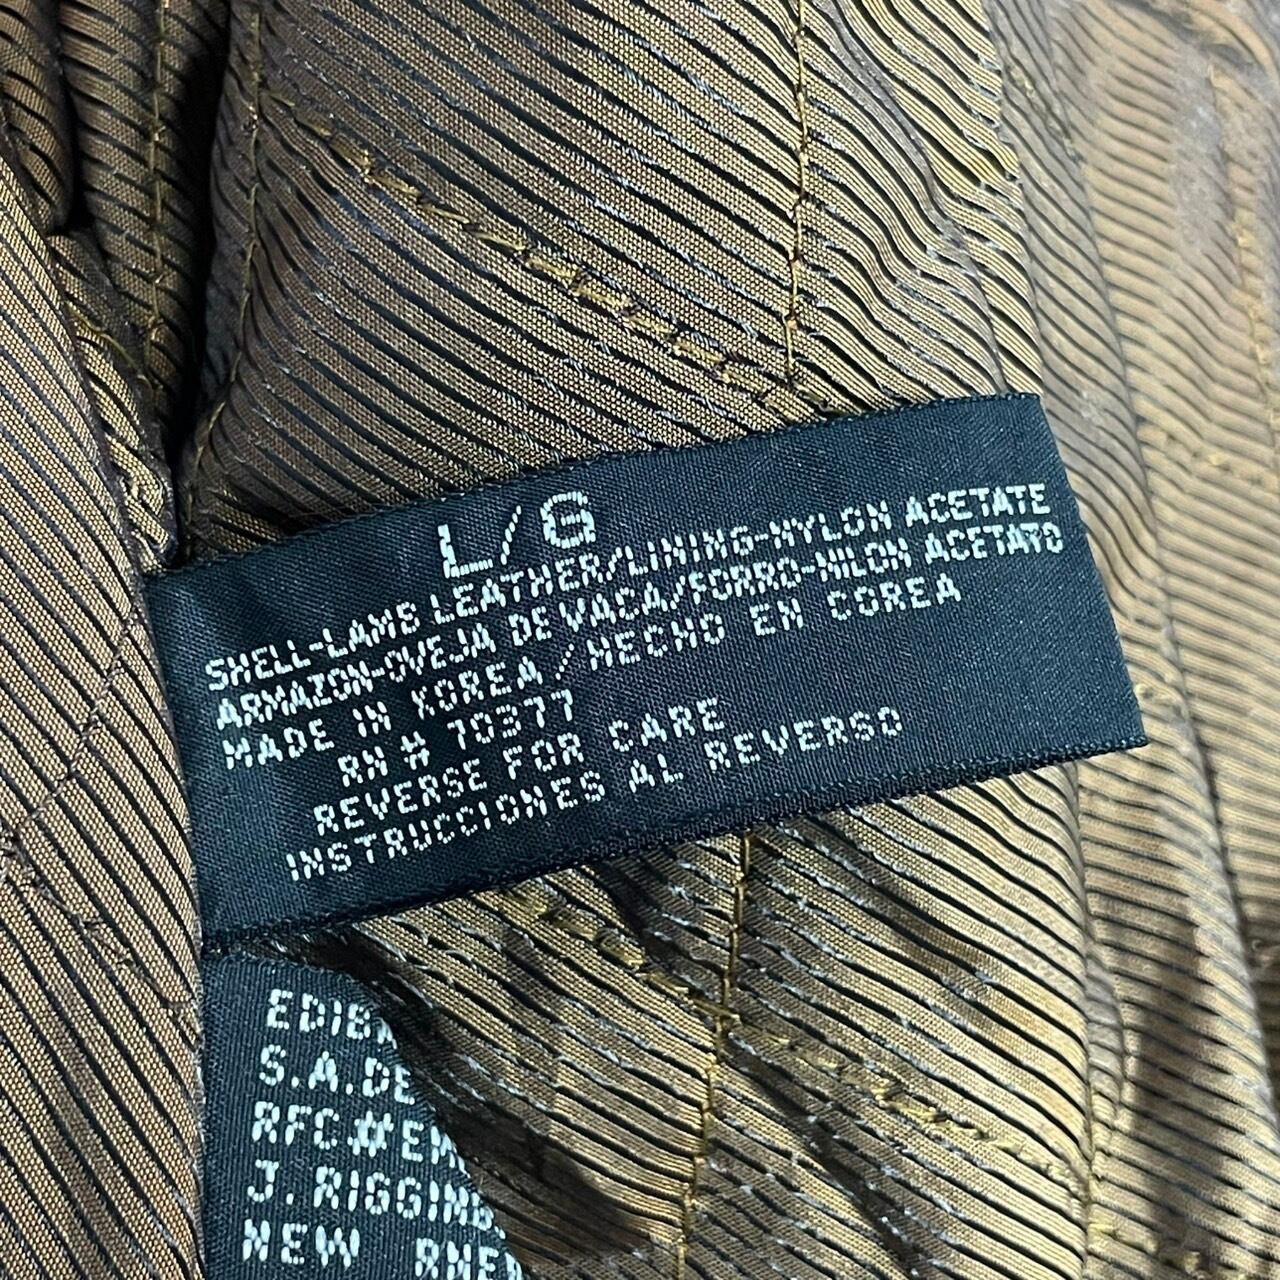 L/G
SHELL-LAMS LEATHER/LINING-NYLON ACETATE
ARMAZON-OVEJA DE VACA/FORRO-NILON ACETATO
MADE IN KOREA/HECHO EN COREA
RN # 70377
REVERSE FOR CARE
INSTRUCCIONES AL REVERSO
S.A.DE
J. RIGGING
NEW